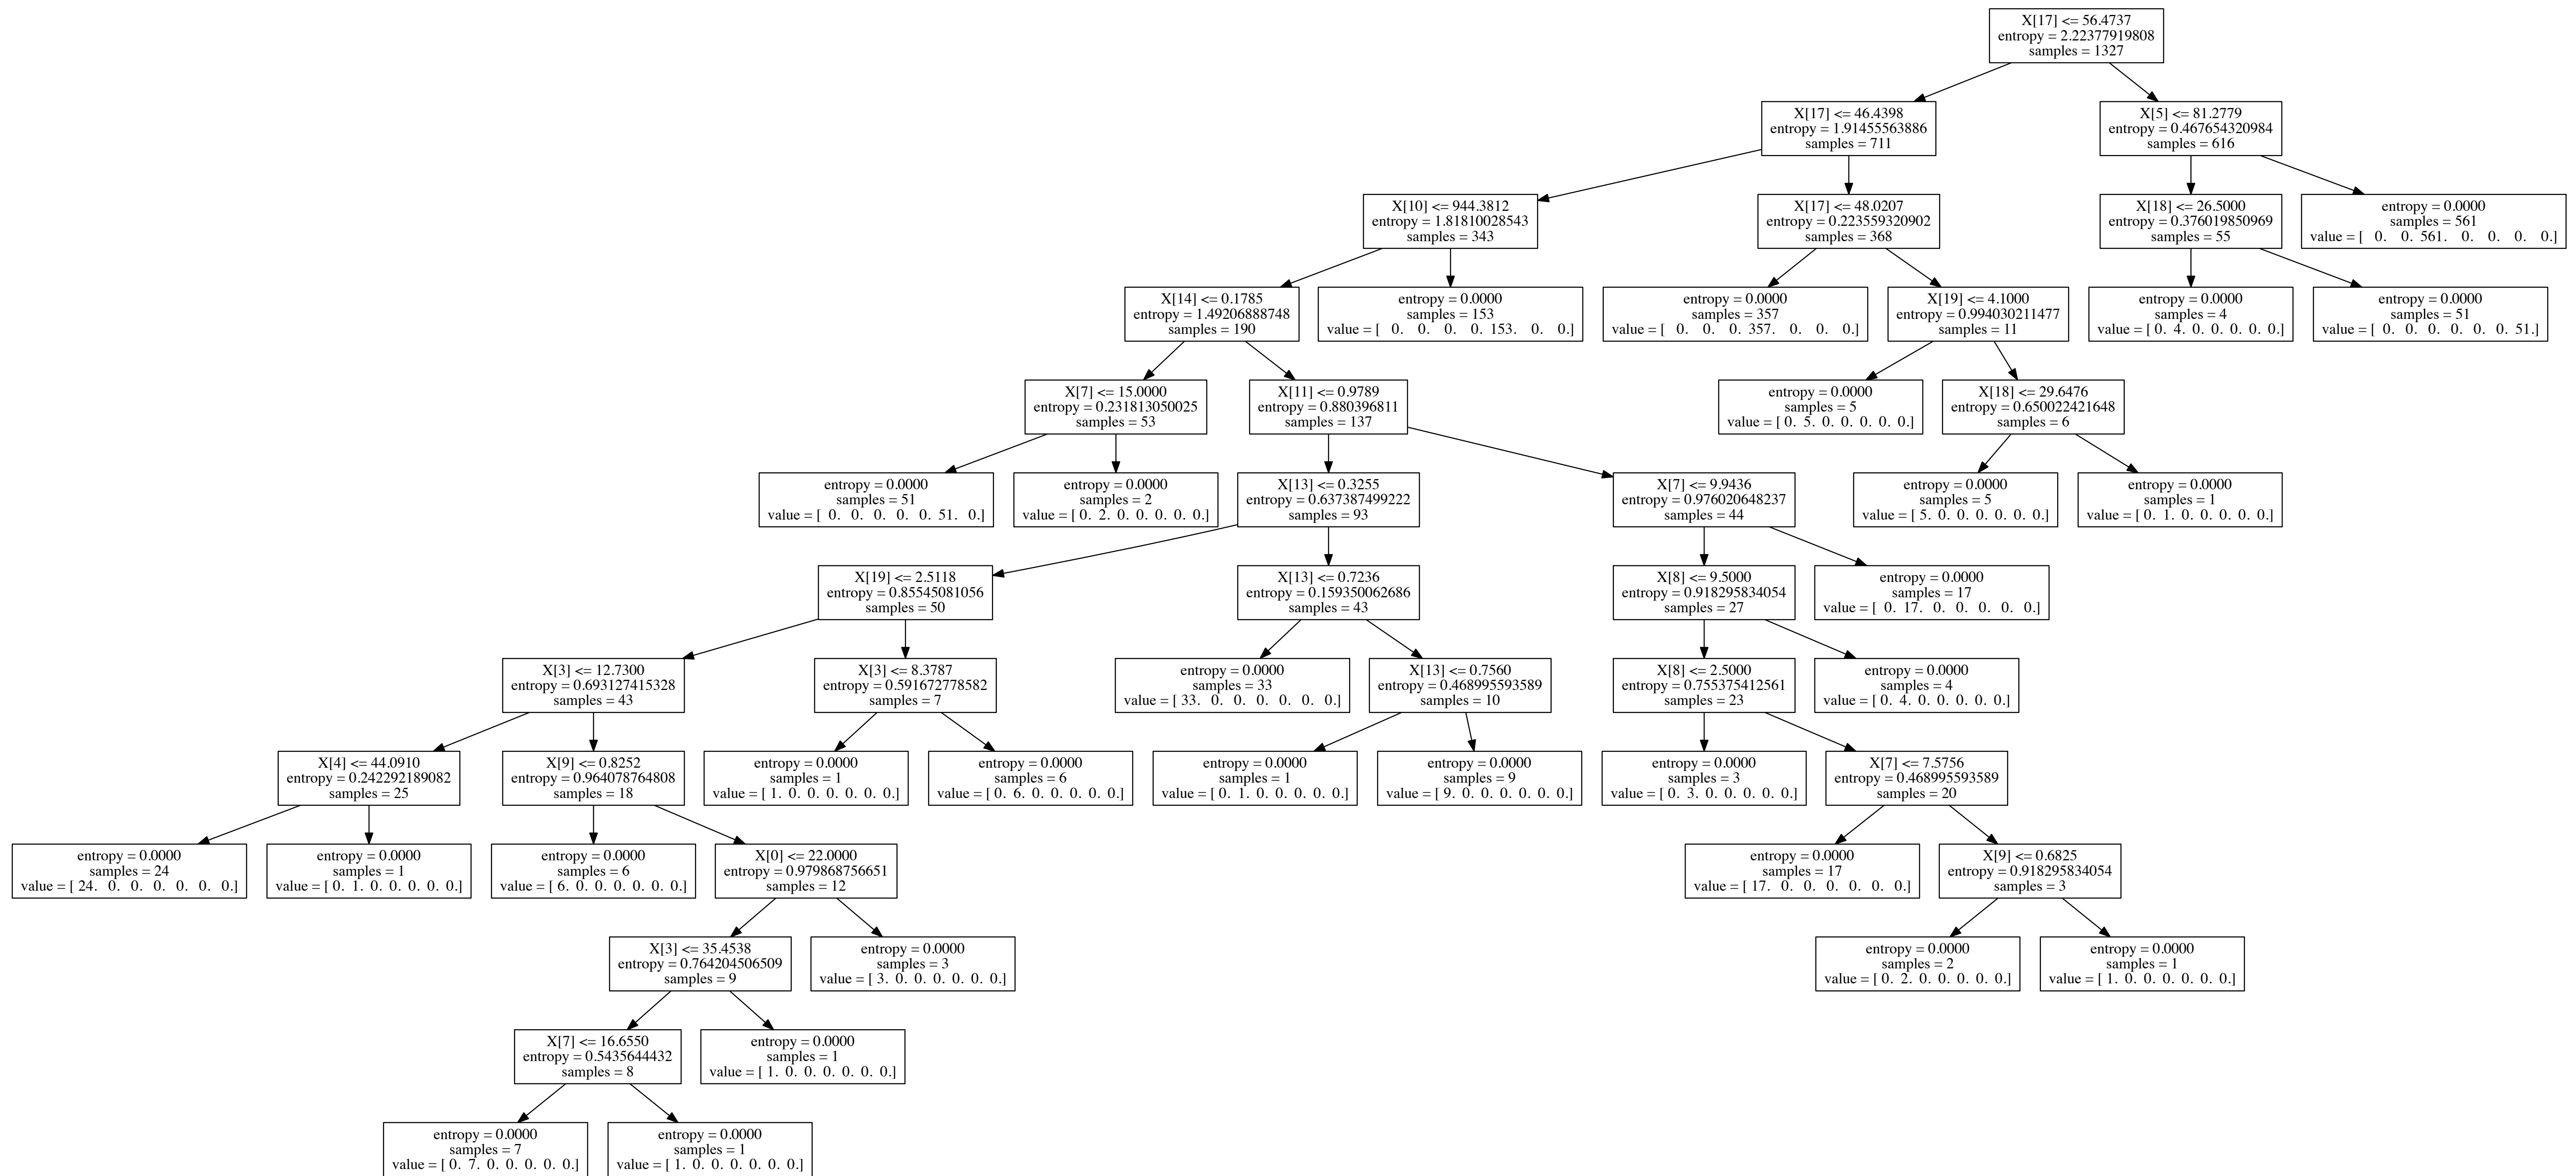 X[17] <= 56.4737
entropy = 2.22377919808
samples = 1327
X[17] <= 46.4398
entropy = 1.91455563886
samples = 711
X[5] <= 81.2779
entropy = 0.467654320984
samples = 616
X[10] <= 944.3812
entropy = 1.81810028543
samples = 343
X[17] <= 48.0207
entropy = 0.223559320902
samples = 368
X[18] <= 26.5000
entropy = 0.376019850969
samples = 55
entropy = 0.0000
samples = 561
value = [ 0. 0. 561. 0. 0. 0. 0.]
X[14] <= 0.1785
entropy = 1.49206888748
samples = 190
entropy = 0.0000
samples = 153
value = [ 0. 0. 0. 0. 153. 0. 0.]
entropy = 0.0000
samples = 357
value = [ 0. 0. 0. 357. 0. 0. 0.]
X[19] <= 4.1000
entropy = 0.994030211477
samples = 11
entropy = 0.0000
samples = 4
value = [ 0. 4. 0. 0. 0. 0. 0.]
entropy = 0.0000
samples = 51
value = [ 0. 0. 0. 0. 0. 0. 51.]
X[7] <= 15.0000
entropy = 0.231813050025
samples = 53
X[11] <= 0.9789
entropy = 0.880396811
samples = 137
entropy = 0.0000
samples = 5
value = [ 0. 5. 0. 0. 0. 0. 0.]
X[18] <= 29.6476
entropy = 0.650022421648
samples = 6
entropy = 0.0000
samples = 51
value = [ 0. 0. 0. 0. 0. 51. 0.]
entropy = 0.0000
samples = 2
value = [ 0. 2. 0. 0. 0. 0. 0.]
X[13] <= 0.3255
entropy = 0.637387499222
samples = 93
X[7] <= 9.9436
entropy = 0.976020648237
samples = 44
entropy = 0.0000
samples = 5
value = [ 5. 0. 0. 0. 0. 0. 0.]
entropy = 0.0000
samples = 1
value = [ 0. 1. 0. 0. 0. 0. 0.]
X[19] <= 2.5118
entropy = 0.85545081056
samples = 50
X[13] <= 0.7236
entropy = 0.159350062686
samples = 43
X[8] <= 9.5000
entropy = 0.918295834054
samples = 27
entropy = 0.0000
samples = 17
value = [ 0. 17. 0. 0. 0. 0. 0.]
X[3] <= 12.7300
entropy = 0.693127415328
samples = 43
X[3] <= 8.3787
entropy = 0.591672778582
samples = 7
entropy = 0.0000
samples = 33
value = [ 33. 0. 0. 0. 0. 0. 0.]
X[13] <= 0.7560
entropy = 0.468995593589
samples = 10
X[8] <= 2.5000
entropy = 0.755375412561
samples = 23
entropy = 0.0000
samples = 4
value = [ 0. 4. 0. 0. 0. 0. 0.]
X[4] <= 44.0910
entropy = 0.242292189082
samples = 25
X[9] <= 0.8252
entropy = 0.964078764808
samples = 18
entropy = 0.0000
samples = 1
value = [ 1. 0. 0. 0. 0. 0. 0.]
entropy = 0.0000
samples = 6
value = [ 0. 6. 0. 0. 0. 0. 0.]
entropy = 0.0000
samples = 1
value = [ 0. 1. 0. 0. 0. 0. 0.]
entropy = 0.0000
samples = 9
value = [ 9. 0. 0. 0. 0. 0. 0.]
entropy = 0.0000
samples = 3
value = [ 0. 3. 0. 0. 0. 0. 0.]
X[7] <= 7.5756
entropy = 0.468995593589
samples = 20
entropy = 0.0000
samples = 24
value = [ 24. 0. 0. 0. 0. 0. 0.]
entropy = 0.0000
samples = 1
value = [ 0. 1. 0. 0. 0. 0. 0.]
entropy = 0.0000
samples = 6
value = [ 6. 0. 0. 0. 0. 0. 0.]
X[0] <= 22.0000
entropy = 0.979868756651
samples = 12
entropy = 0.0000
samples = 17
value = [ 17. 0. 0. 0. 0. 0. 0.]
X[9] <= 0.6825
entropy = 0.918295834054
samples = 3
X[3] <= 35.4538
entropy = 0.764204506509
samples = 9
entropy = 0.0000
samples = 3
value = [ 3. 0. 0. 0. 0. 0. 0.]
entropy = 0.0000
samples = 2
value = [ 0. 2. 0. 0. 0. 0. 0.]
entropy = 0.0000
samples = 1
value = [ 1. 0. 0. 0. 0. 0. 0.]
X[7] <= 16.6550
entropy = 0.5435644432
samples = 8
entropy = 0.0000
samples = 1
value = [ 1. 0. 0. 0. 0. 0. 0.]
entropy = 0.0000
samples = 7
value = [ 0. 7. 0. 0. 0. 0. 0.]
entropy = 0.0000
samples = 1
value = [ 1. 0. 0. 0. 0. 0. 0.]